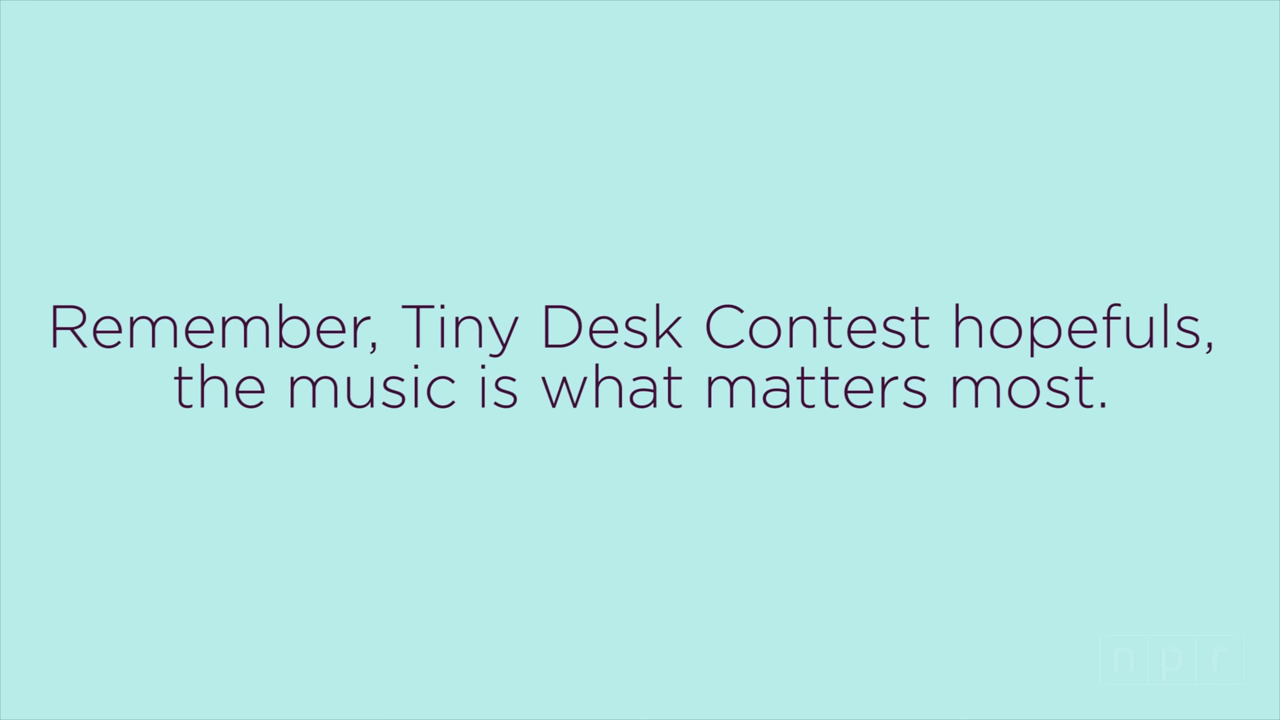 Remember, Tiny Desk Contest hopefuls,
the music is what matters most.
npr